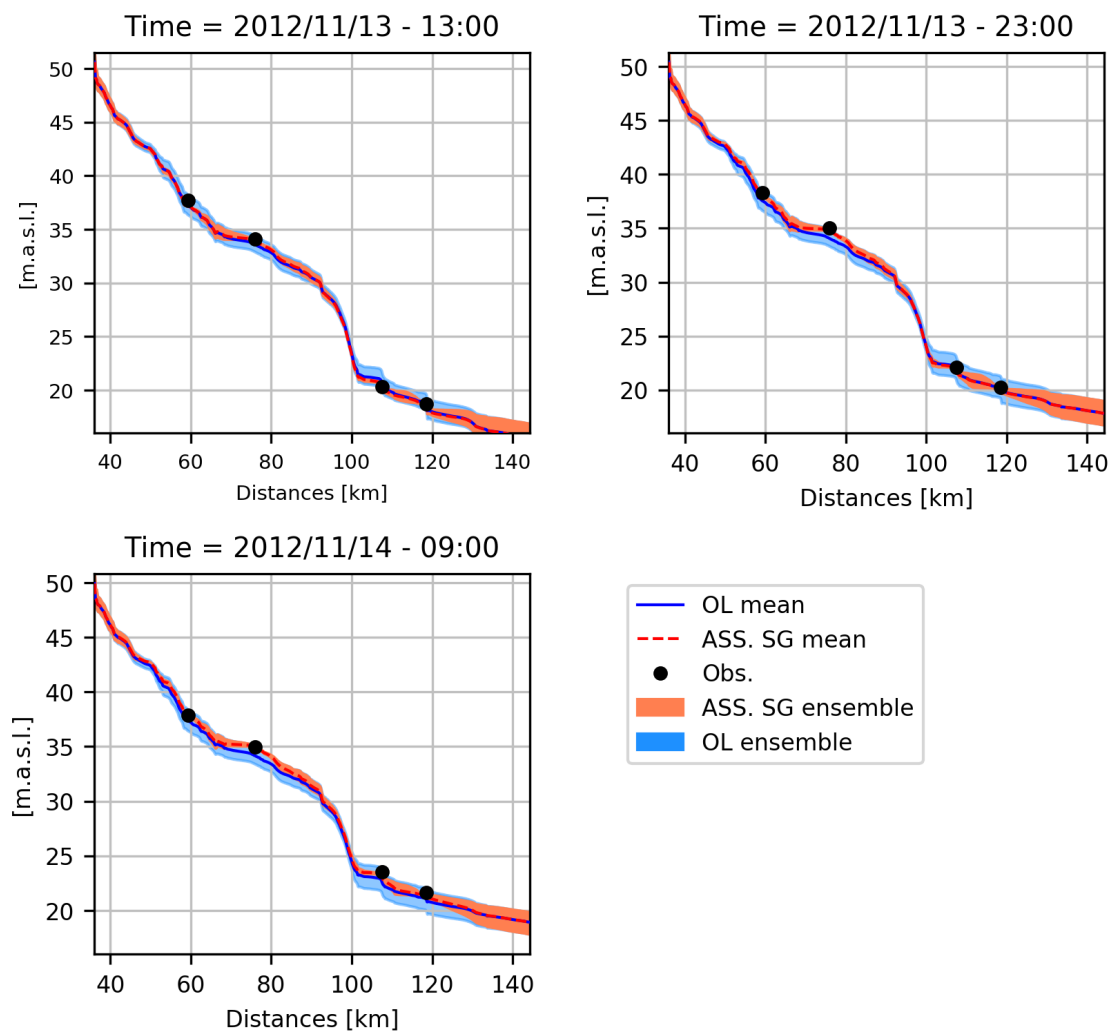 Time = 2012/11/13 - 13:00
50
45
40
35
30
25
20
[m.a.s.l.]
40 60 80 100 120 140
Distances [km]
Time = 2012/11/13 - 23:00
50
45
40
35
30
25
20
[m.a.s.l.]
40 60 80 100 120 140
Distances [km]
Time = 2012/11/14 - 09:00
50
45
40
35
30
25
20
[m.a.s.l.]
40 60 80 100 120 140
Distances [km]
OL mean
ASS. SG mean
Obs.
ASS. SG ensemble
OL ensemble